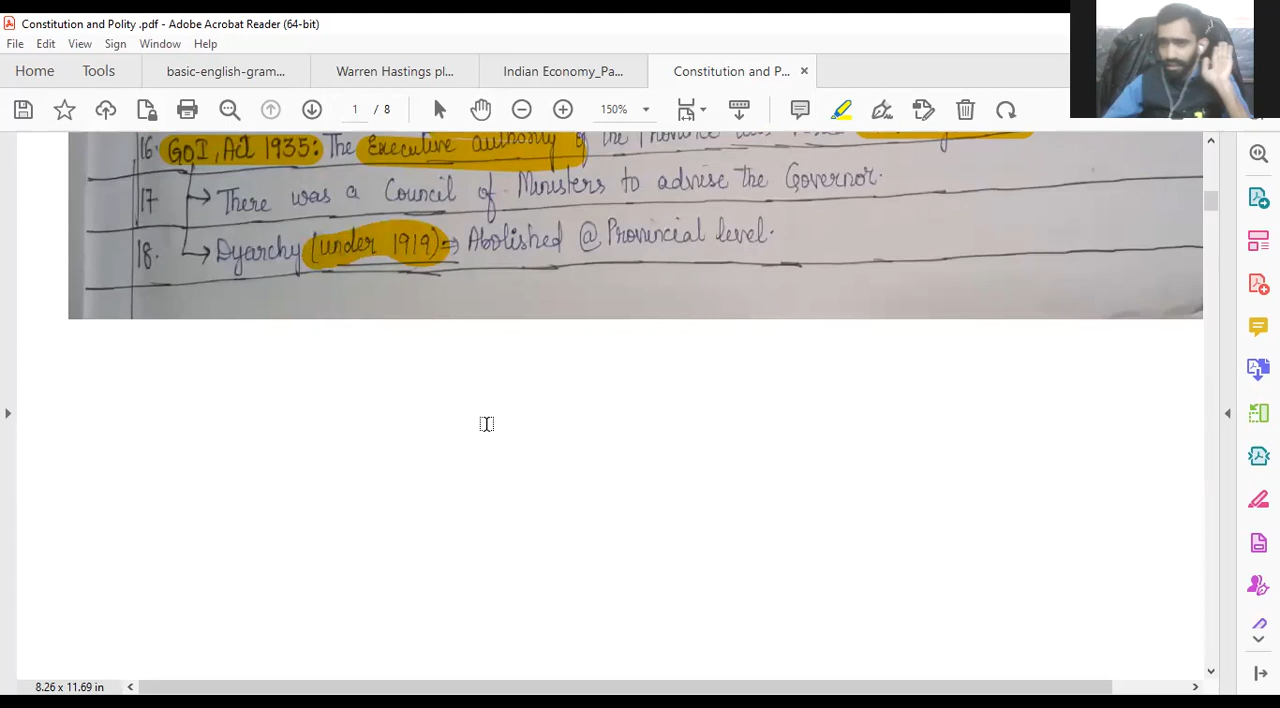 Constitution and Polity .pdf - Adobe Acrobat Reader (64-bit)
File Edit View Sign Window Help
Home Tools basic-english-gram... Warren Hastings pl... Indian Economy_Pa... Constitution and P... ×
1 / 8 150%
16. GOI, Act 1935: The Executive authority of the Province was
17 → There was a Council of Ministers to advise the Governor.
18. → Dyarchy (under 1919) → Abolished @ Provincial level.
8.26 x 11.69 in